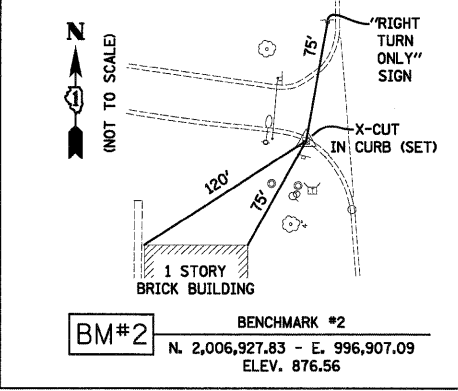 "RIGHT
TURN
ONLY"
SIGN
N
1
(NOT TO SCALE)
75'
X-CUT
IN CURB (SET)
120'
75'
1 STORY
BRICK BUILDING
BM#2
BENCHMARK #2
N. 2,006,927.83 - E. 996,907.09
ELEV. 876.56